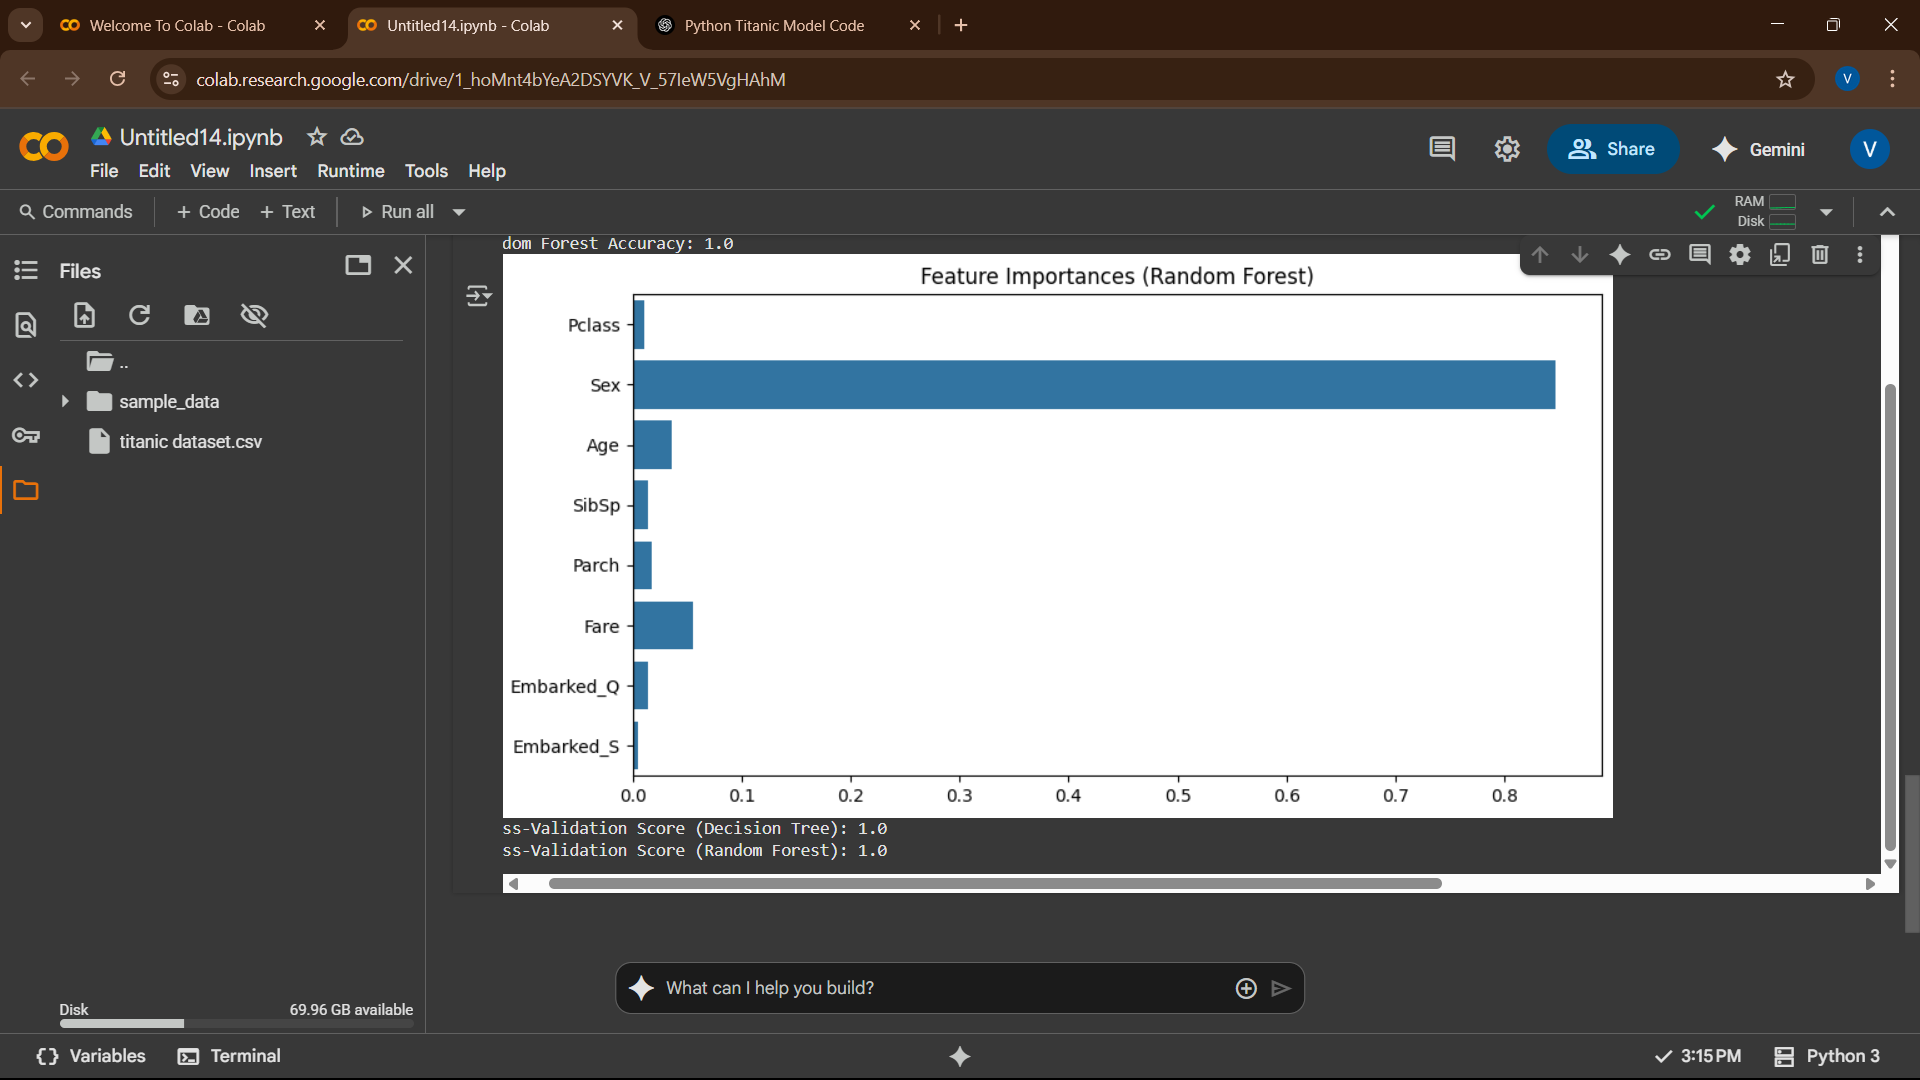 Welcome To Colab - Colab
Untitled14.ipynb - Colab
Python Titanic Model Code
colab.research.google.com/drive/1_hoMnt4bYeA2DSYVK_V_57IeW5VgHAhM
V
Untitled14.ipynb
File Edit View Insert Runtime Tools Help
Share
Gemini
V
Commands
+ Code
+ Text
Run all
RAM
Disk
Files
..
sample_data
titanic dataset.csv
Disk
69.96 GB available
dom Forest Accuracy: 1.0
Feature Importances (Random Forest)
Pclass
Sex
Age
SibSp
Parch
Fare
Embarked_Q
Embarked_S
0.0 0.1 0.2 0.3 0.4 0.5 0.6 0.7 0.8
ss-Validation Score (Decision Tree): 1.0
ss-Validation Score (Random Forest): 1.0
What can I help you build?
Variables
Terminal
3:15 PM
Python 3